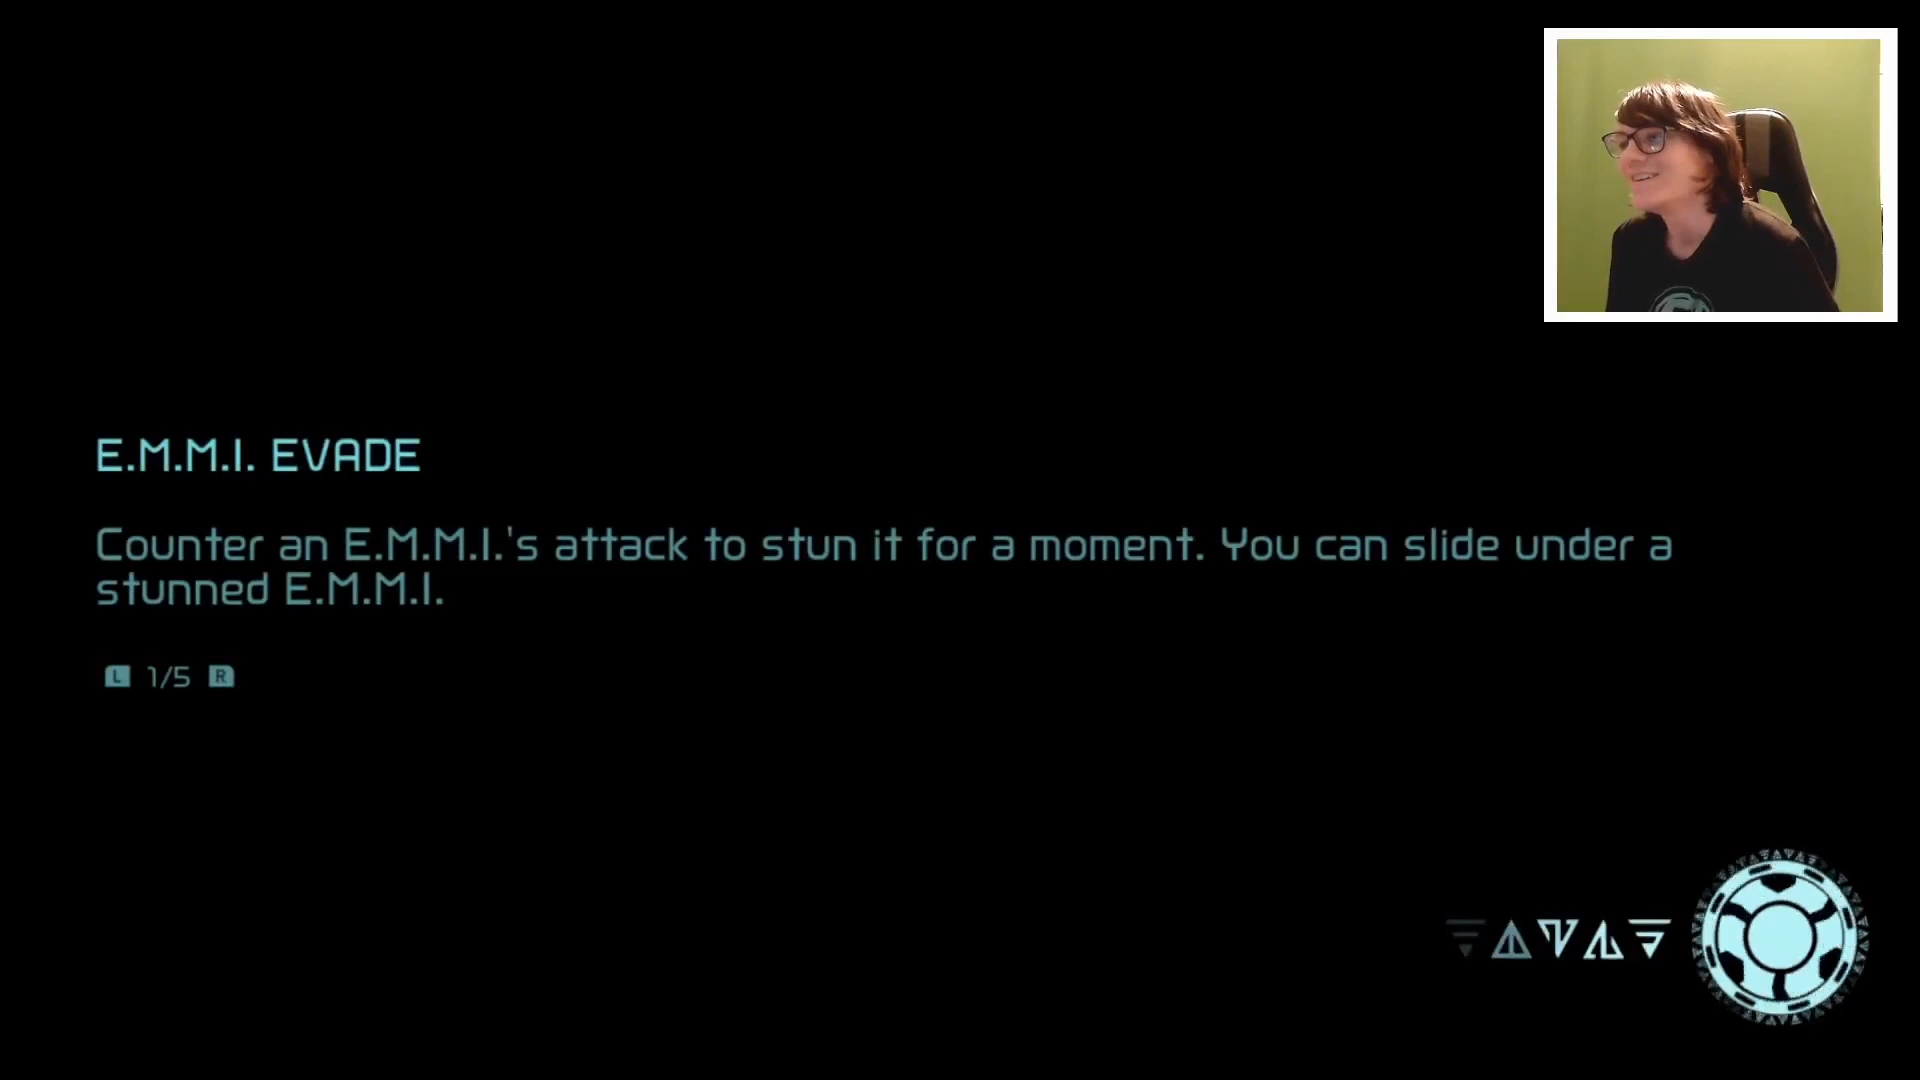 E.M.M.I. EVADE
Counter an E.M.M.I.'s attack to stun it for a moment. You can slide under a
stunned E.M.M.I.
L 1/5 R